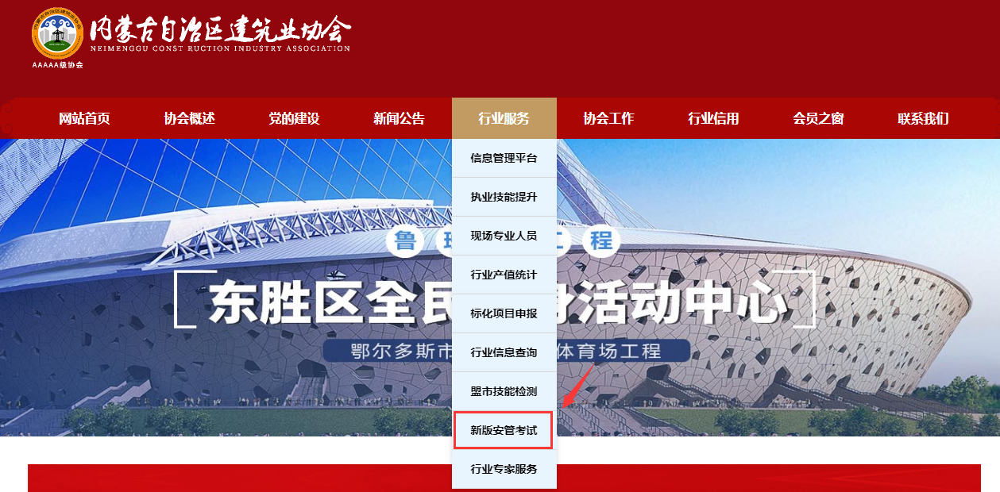 内蒙古自治区建筑业协会
NEIMENGGU CONST RUCTION INDUSTRY ASSOCIATION
AAAAA级协会
网站首页 协会概述 党的建设 新闻公告 行业服务 协会工作 行业信用 会员之窗 联系我们
信息管理平台
执业技能提升
现场专业人员
鲁 程
行业产值统计
东胜区全民 身活动中心
标化项目申报
鄂尔多斯市 体育场工程
行业信息查询
盟市技能检测
新版安管考试
行业专家服务